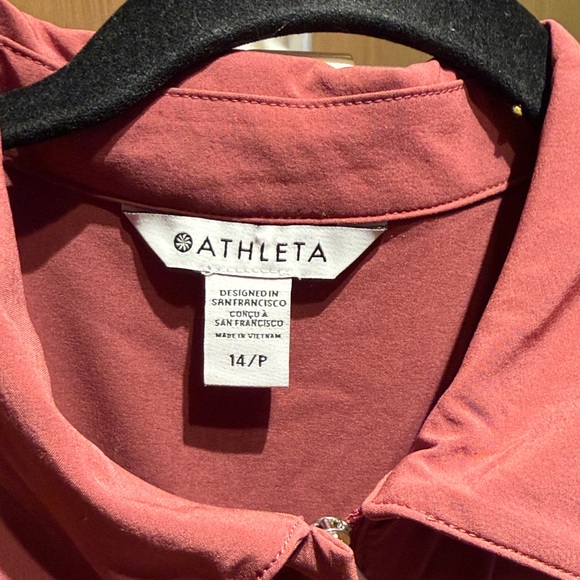 ATHLETA
DESIGNED IN
SAN FRANCISCO
CONÇU À
SAN FRANCISCO
MADE IN VIETNAM
14/P